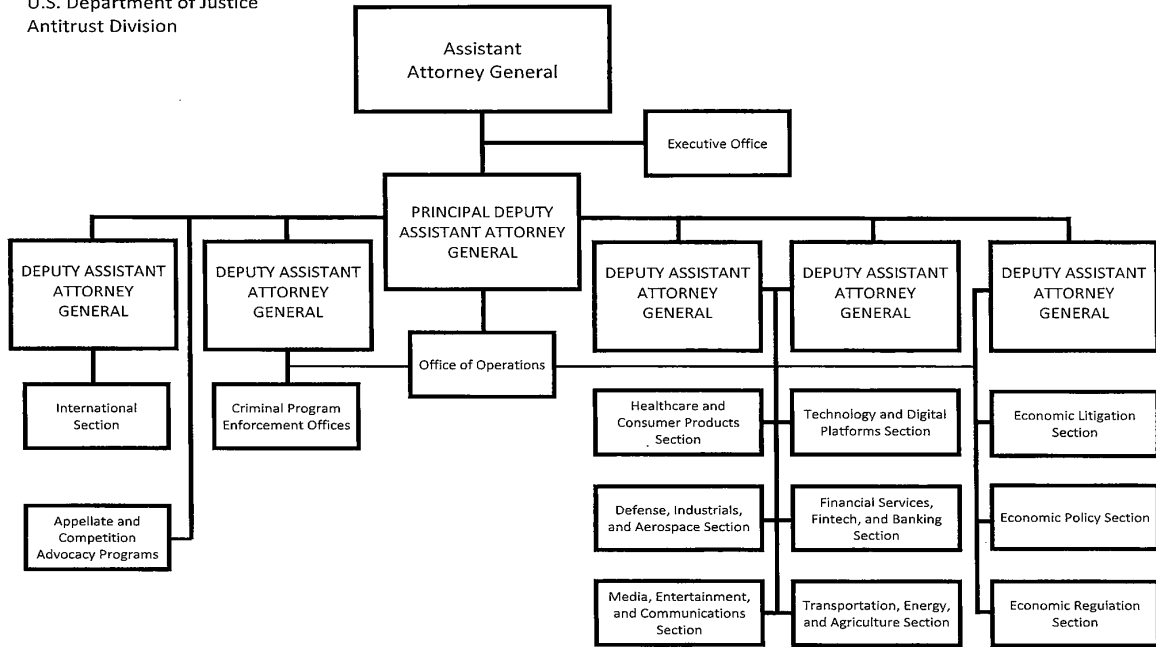 U.S. Department of Justice
Antitrust Division
Assistant
Attorney General
Executive Office
PRINCIPAL DEPUTY
ASSISTANT ATTORNEY
GENERAL
DEPUTY ASSISTANT
ATTORNEY
GENERAL
DEPUTY ASSISTANT
ATTORNEY
GENERAL
DEPUTY ASSISTANT
ATTORNEY
GENERAL
DEPUTY ASSISTANT
ATTORNEY
GENERAL
DEPUTY ASSISTANT
ATTORNEY
GENERAL
Office of Operations
International
Section
Criminal Program
Enforcement Offices
Healthcare and
Consumer Products
Section
Technology and Digital
Platforms Section
Economic Litigation
Section
Appellate and
Competition
Advocacy Programs
Defense, Industrials,
and Aerospace Section
Financial Services,
Fintech, and Banking
Section
Economic Policy Section
Media, Entertainment,
and Communications
Section
Transportation, Energy,
and Agriculture Section
Economic Regulation
Section